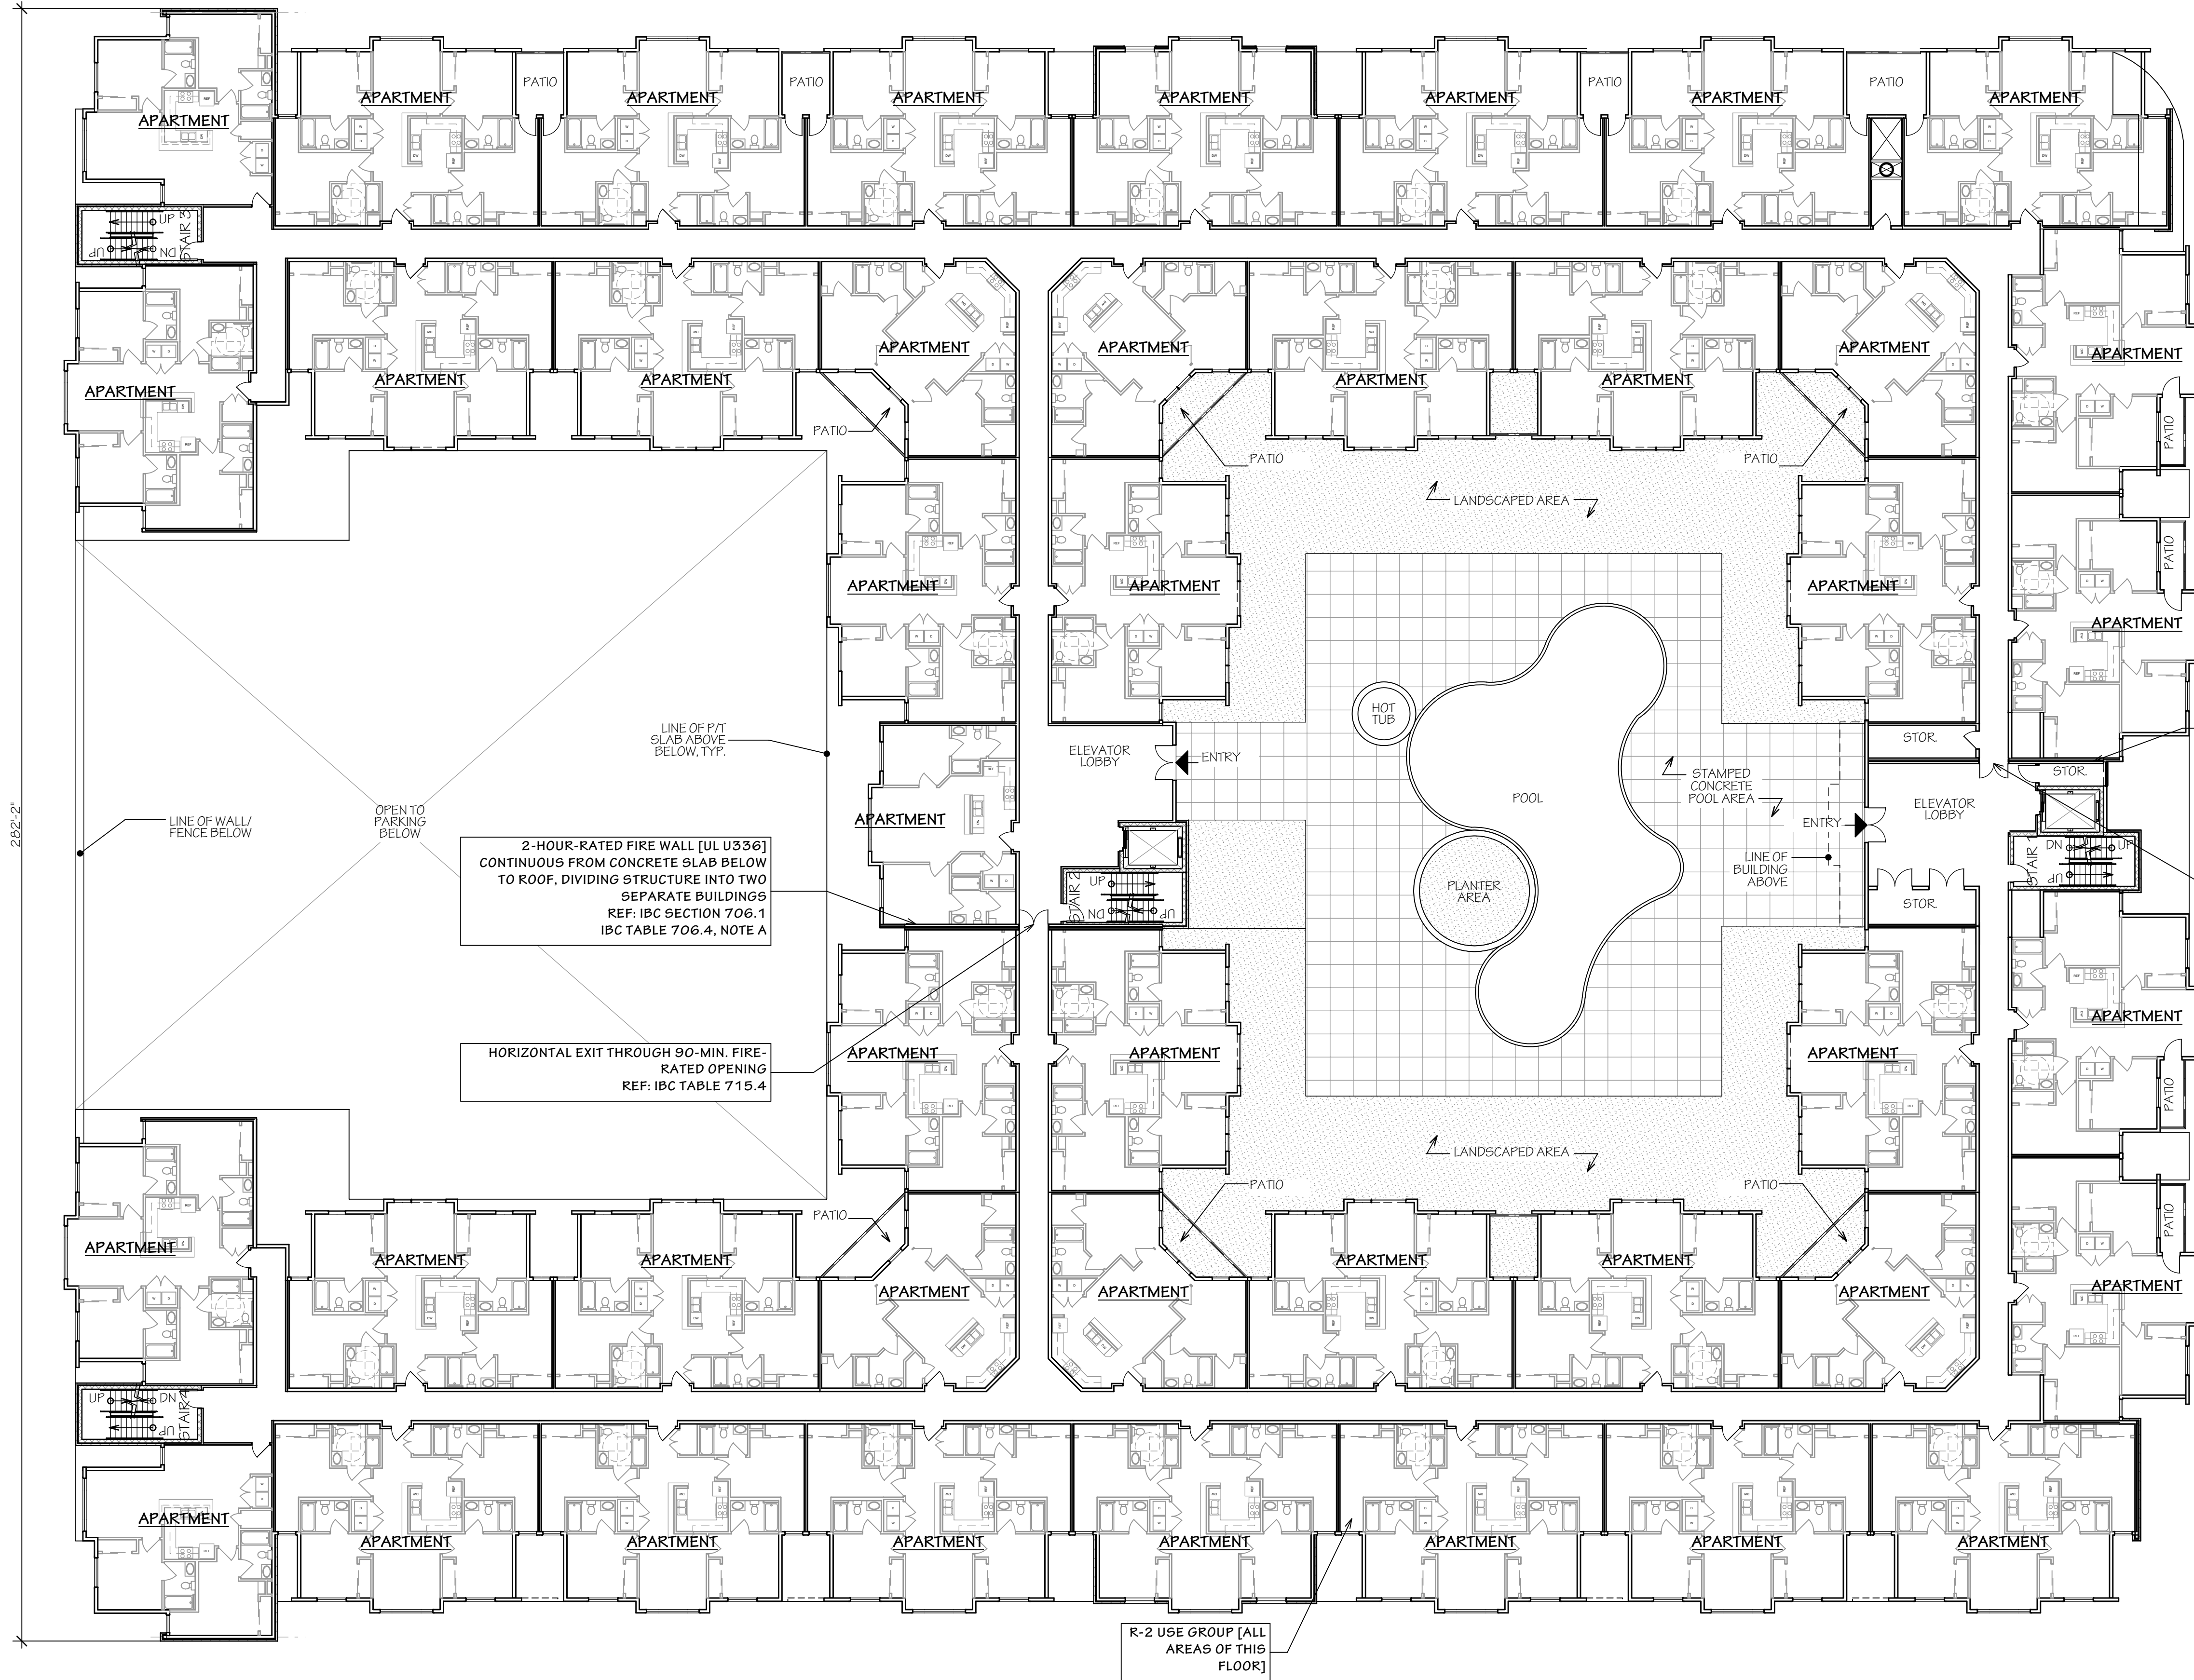 PATIO
PATIO
PATIO
PATIO
APARTMENT
APARTMENT
APARTMENT
APARTMENT
APARTMENT
APARTMENT
APARTMENT
APARTMENT
UP
UP
DN
STAIR 3
APARTMENT
APARTMENT
APARTMENT
APARTMENT
APARTMENT
APARTMENT
APARTMENT
APARTMENT
APARTMENT
PATIO
PATIO
PATIO
PATIO
LANDSCAPED AREA
PATIO
APARTMENT
APARTMENT
APARTMENT
APARTMENT
HOT
TUB
LINE OF P/T
SLAB ABOVE
BELOW, TYP.
ELEVATOR
LOBBY
ENTRY
STOR.
STOR.
STAMPED
CONCRETE
POOL AREA
POOL
282'-2"
LINE OF WALL/
FENCE BELOW
OPEN TO
PARKING
BELOW
APARTMENT
ENTRY
ELEVATOR
LOBBY
2-HOUR-RATED FIRE WALL [UL U336]
CONTINUOUS FROM CONCRETE SLAB BELOW
TO ROOF, DIVIDING STRUCTURE INTO TWO
SEPARATE BUILDINGS
REF: IBC SECTION 706.1
IBC TABLE 706.4, NOTE A
STAIR 2
UP
DN
UP
PLANTER
AREA
LINE OF
BUILDING
ABOVE
STAIR 1
DN
UP
UP
STOR.
APARTMENT
HORIZONTAL EXIT THROUGH 90-MIN. FIRE-
RATED OPENING
REF: IBC TABLE 715.4
APARTMENT
APARTMENT
APARTMENT
PATIO
LANDSCAPED AREA
PATIO
PATIO
PATIO
PATIO
APARTMENT
APARTMENT
APARTMENT
APARTMENT
APARTMENT
APARTMENT
APARTMENT
APARTMENT
APARTMENT
UP
DN
UP
STAIR 4
APARTMENT
APARTMENT
APARTMENT
APARTMENT
APARTMENT
APARTMENT
APARTMENT
APARTMENT
R-2 USE GROUP [ALL
AREAS OF THIS
FLOOR]